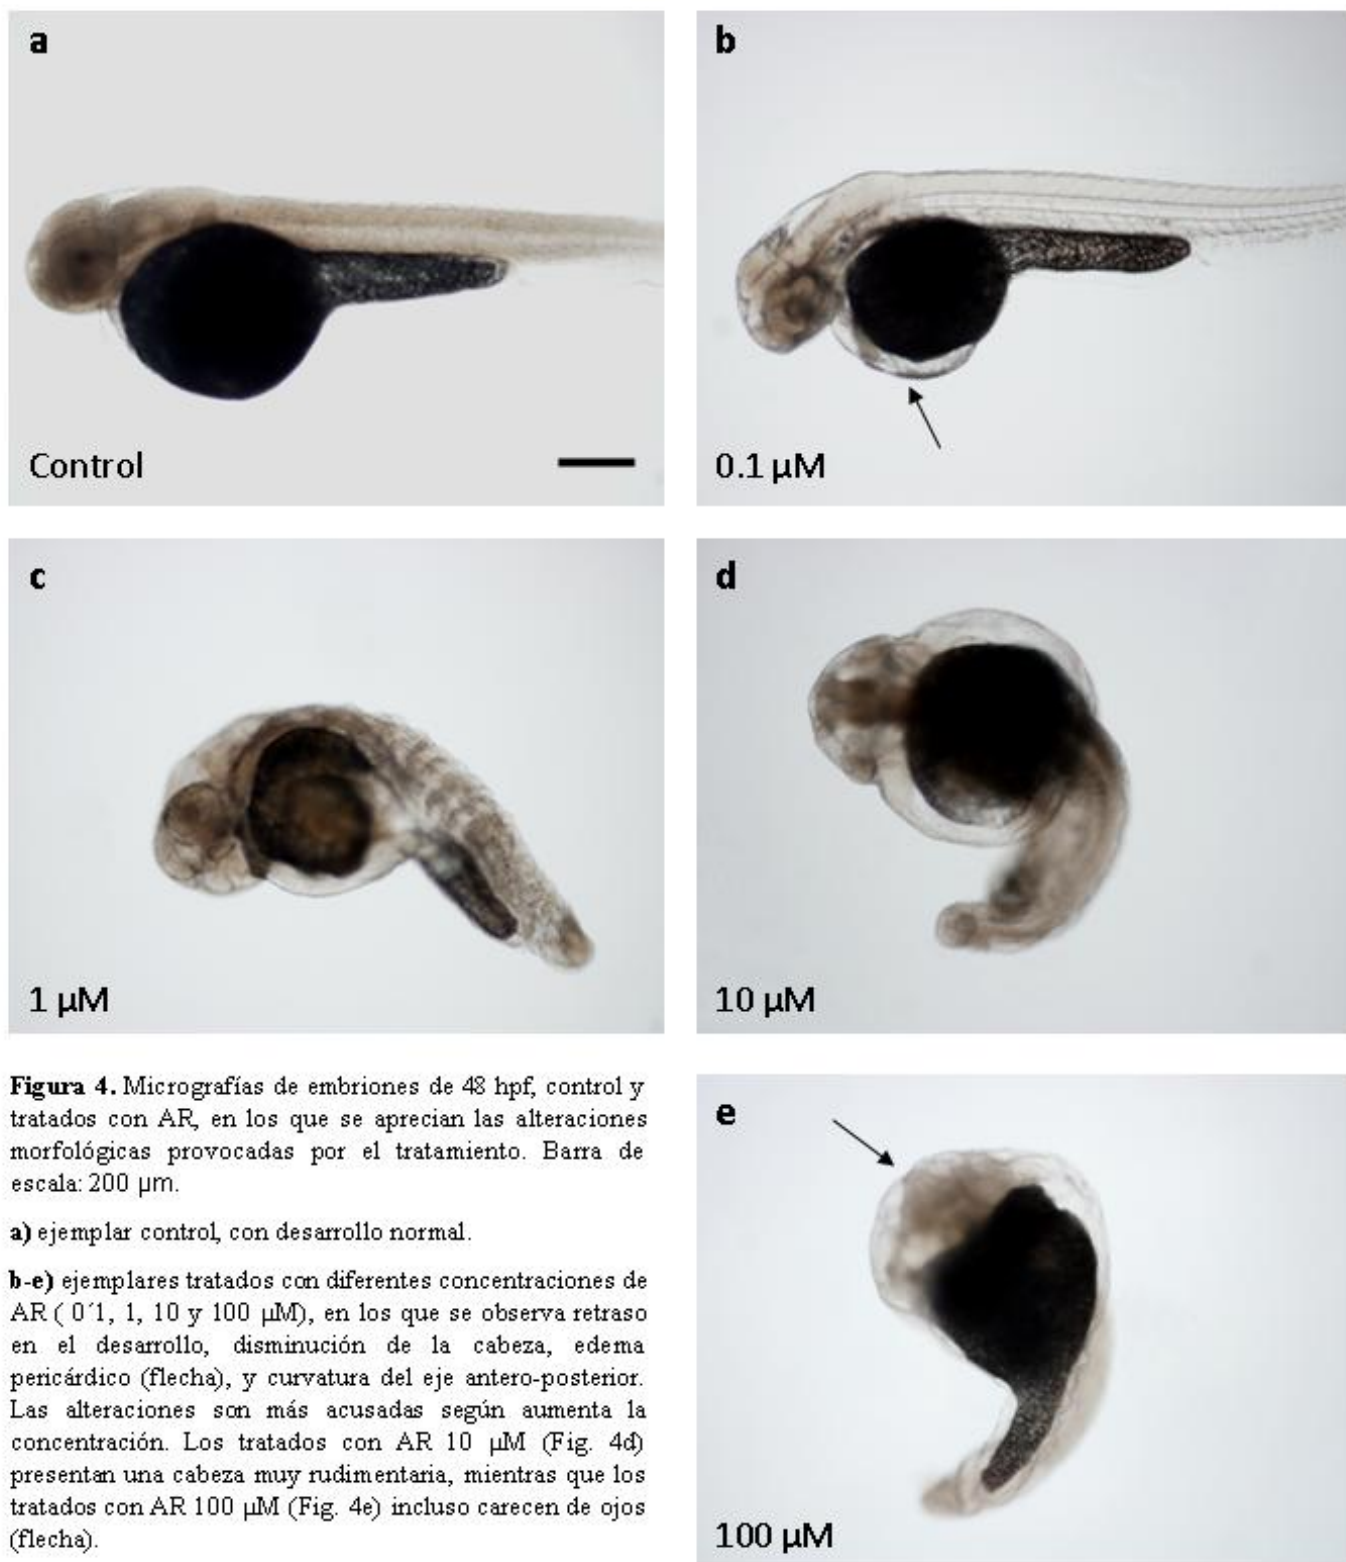 a
Control
b
0.1 µM
c
1 µM
d
10 µM
Figura 4. Micrografías de embriones de 48 hpf, control y
tratados con AR, en los que se aprecian las alteraciones
morfológicas provocadas por el tratamiento. Barra de
escala: 200 µm.
a) ejemplar control, con desarrollo normal.
b-e) ejemplares tratados con diferentes concentraciones de
AR ( 0´1, 1, 10 y 100 µM), en los que se observa retraso
en el desarrollo, disminución de la cabeza, edema
pericárdico (flecha), y curvatura del eje antero-posterior.
Las alteraciones son más acusadas según aumenta la
concentración. Los tratados con AR 10 µM (Fig. 4d)
presentan una cabeza muy rudimentaria, mientras que los
tratados con AR 100 µM (Fig. 4e) incluso carecen de ojos
(flecha).
e
100 µM